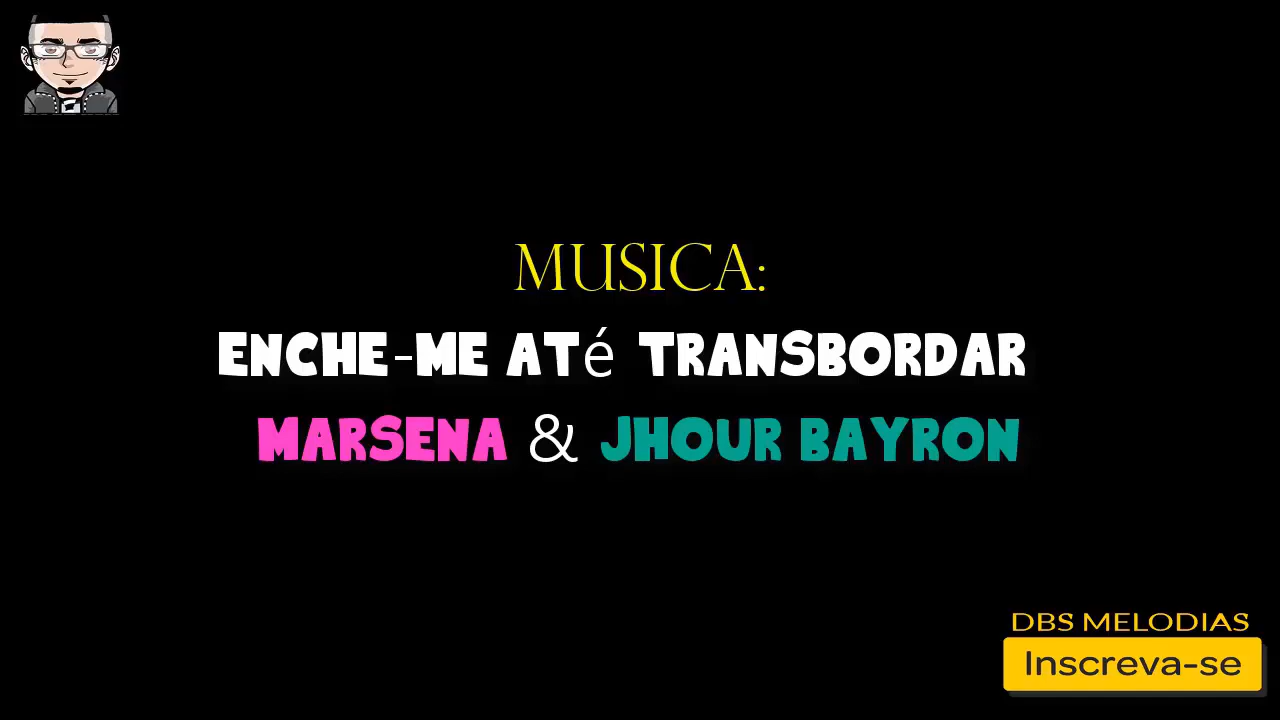 MUSICA:
ENCHE-ME ATé TRANSBORDAR
MARSENA & JHOUR BAYRON
DBS MELODIAS
Inscreva-se